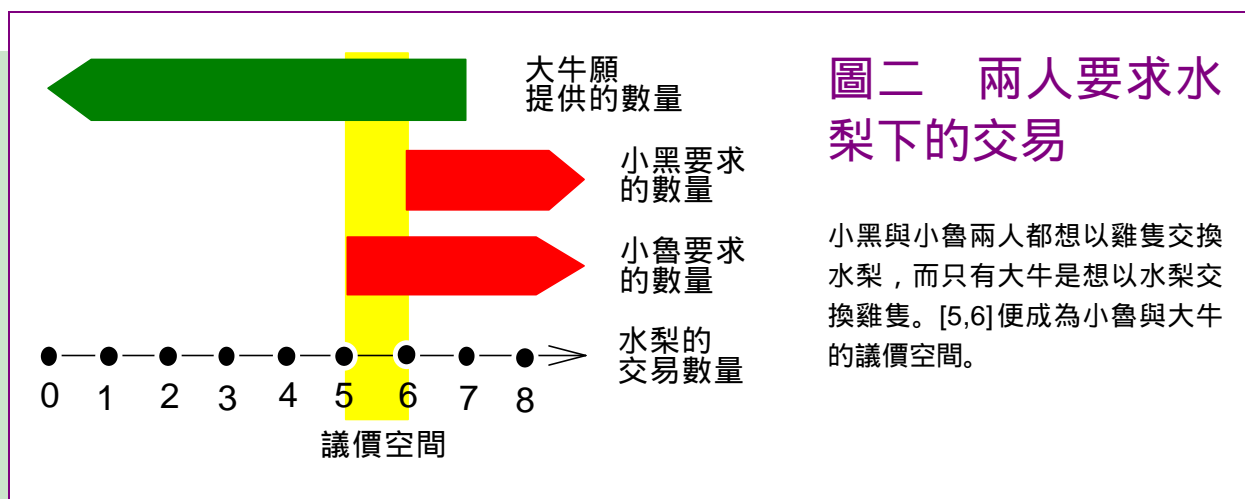 大牛願
提供的數量
小黑要求
的數量
小魯要求
的數量
水梨的
交易數量
0 1 2 3 4 5 6 7 8
議價空間
圖二　兩人要求水
梨下的交易
小黑與小魯兩人都想以雞隻交換
水梨，而只有大牛是想以水梨交
換雞隻。[5,6]便成為小魯與大牛
的議價空間。